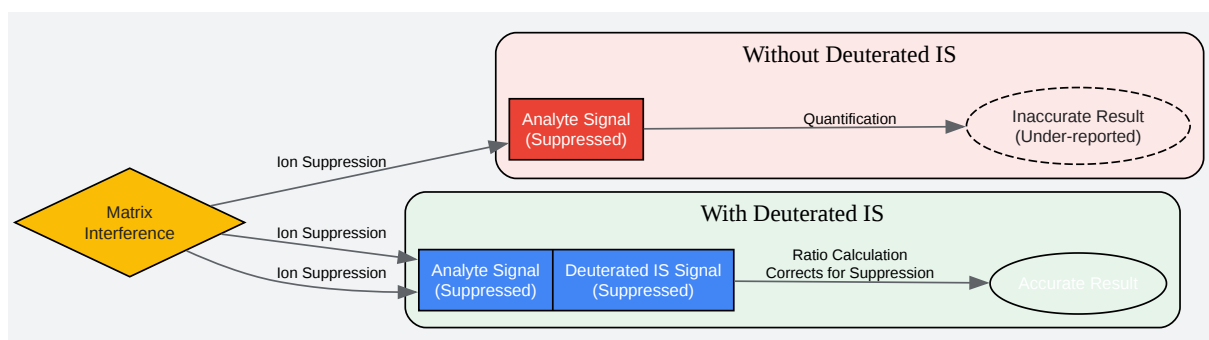 Without Deuterated IS
Analyte Signal
(Suppressed)
Quantification
Inaccurate Result
(Under-reported)
Ion Suppression
Matrix
Interference
Ion Suppression
Ion Suppression
With Deuterated IS
Analyte Signal
(Suppressed)
Deuterated IS Signal
(Suppressed)
Ratio Calculation
Corrects for Suppression
Accurate Result